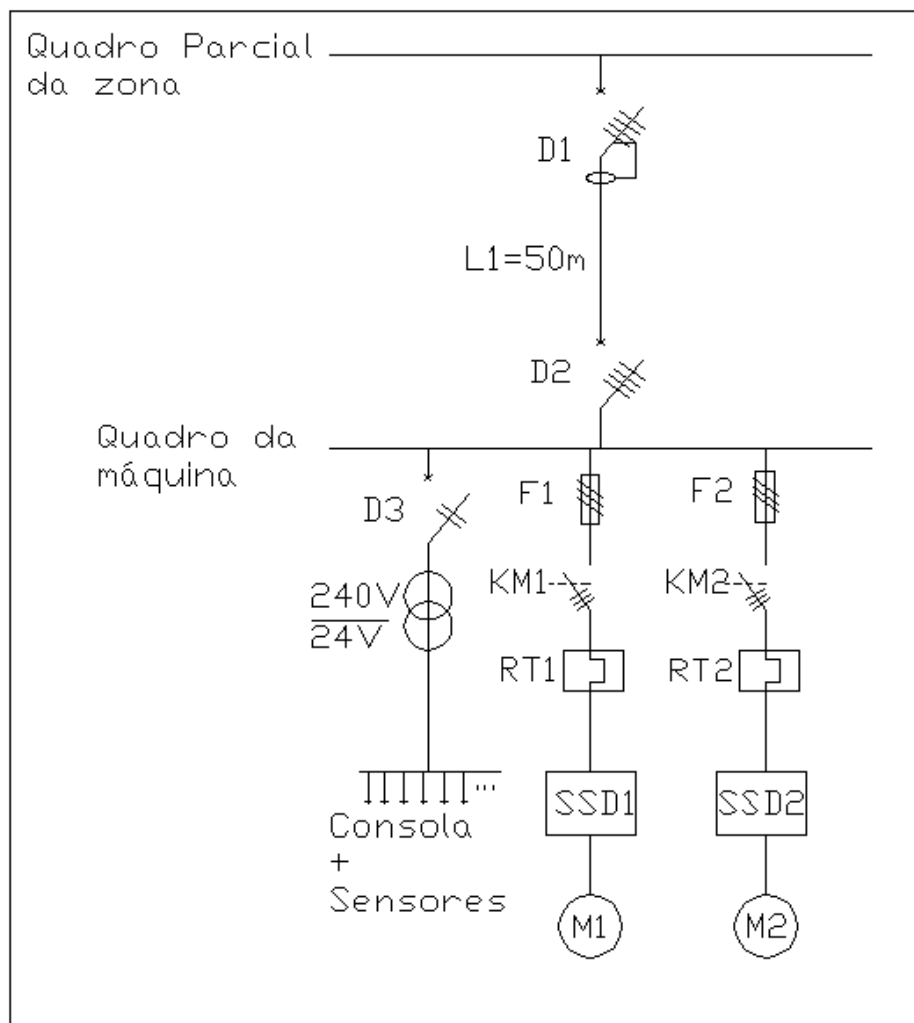 Quadro Parcial
da zona
D1
L1=50m
D2
Quadro da
máquina
D3
F1
F2
240V
24V
KM1
KM2
RT1
RT2
SSD1
SSD2
...
Consola
+
Sensores
M1
M2